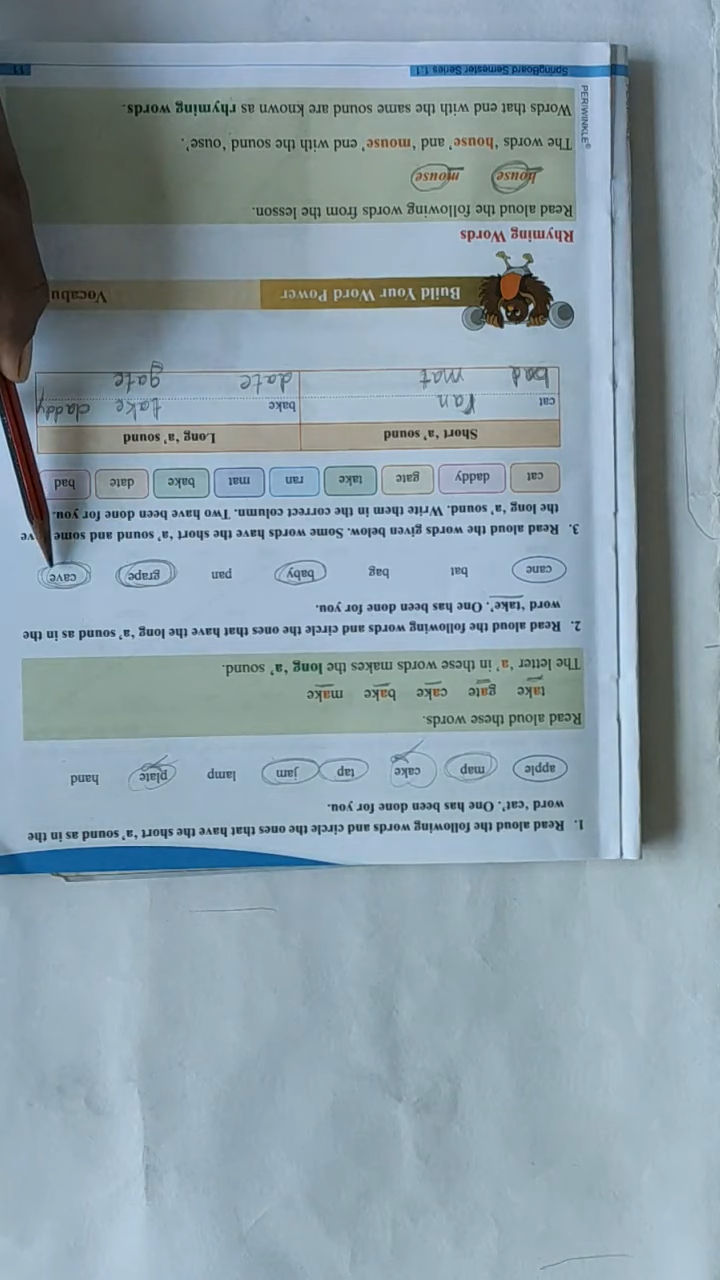 1. Read aloud the following words and circle the ones that have the short 'a' sound as in the
word 'cat'. One has been done for you.
apple map cake tap jam lamp plate hand
Read aloud these words.
take gate cake bake make
The letter 'a' in these words makes the long 'a' sound.
2. Read aloud the following words and circle the ones that have the long 'a' sound as in the
word 'take'. One has been done for you.
cane bat bag baby pan grape cave
3. Read aloud the words given below. Some words have the short 'a' sound and some
the long 'a' sound. Write them in the correct column. Two have been done for you.
cat daddy gate take ran mat bake date bad
Short 'a' sound Long 'a' sound
cat ran bake take daddy
bad mat date gate
Build Your Word Power
Rhyming Words
Read aloud the following words from the lesson.
house mouse
The words 'house' and 'mouse' end with the sound 'ouse'.
Words that end with the same sound are known as rhyming words.
PERIWINKLE®
SpringBoard Semester Series 1.1 11